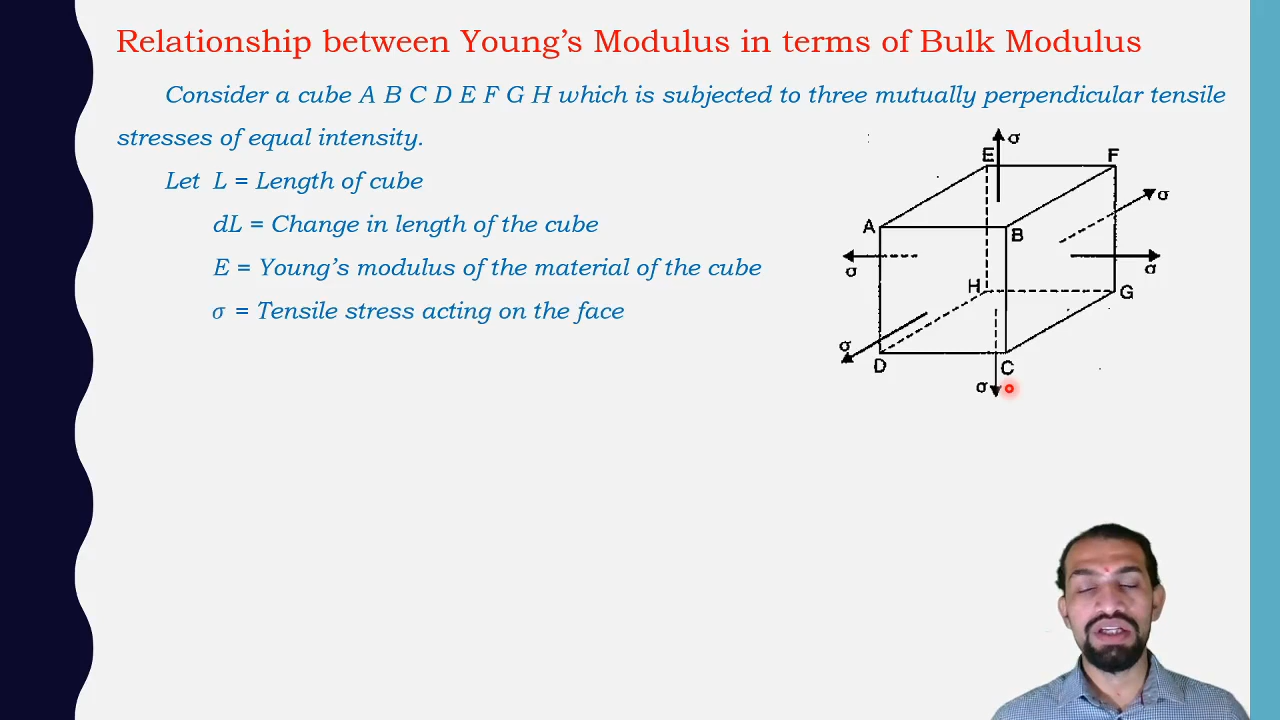 Relationship between Young's Modulus in terms of Bulk Modulus
Consider a cube A B C D E F G H which is subjected to three mutually perpendicular tensile
stresses of equal intensity.
Let L = Length of cube
dL = Change in length of the cube
E = Young's modulus of the material of the cube
σ = Tensile stress acting on the face
σ
E
F
σ
A
B
σ
σ
H
G
σ
D
C
σ